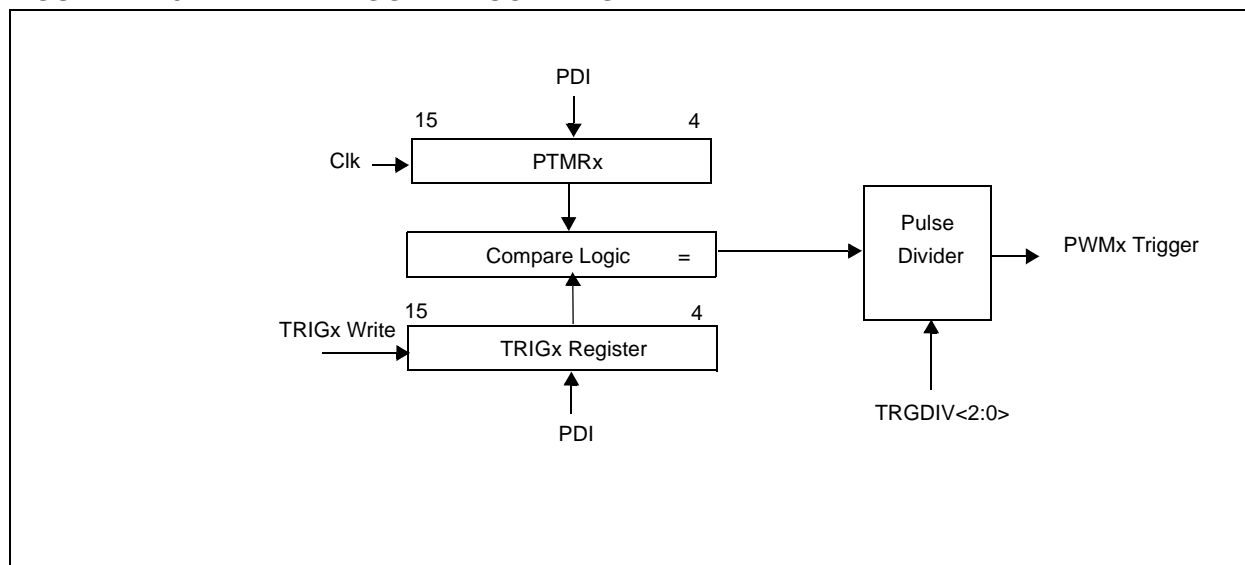 PDI
15 4
Clk
PTMRx
Compare Logic =
15 4
TRIGx Write
TRIGx Register
PDI
Pulse
Divider
PWMx Trigger
TRGDIV<2:0>